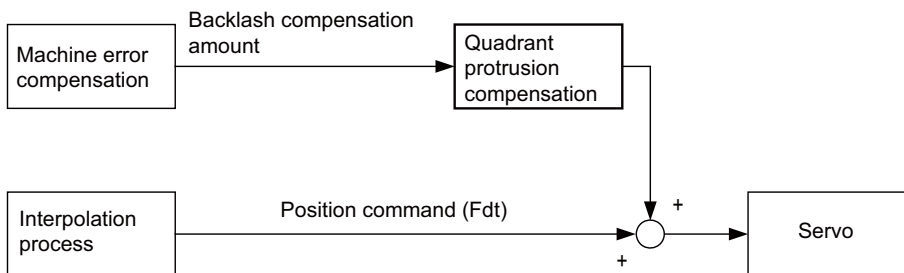 Backlash compensation
amount
Machine error
compensation
Quadrant
protrusion
compensation
+
Interpolation
process
Position command (Fdt)
+
Servo